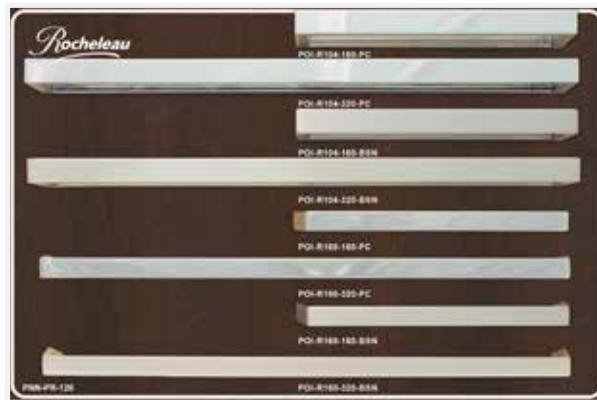 Rocheleau
POI-R104-160-PC
POI-R104-320-PC
POI-R104-160-BSN
POI-R104-320-BSN
POI-R160-160-PC
POI-R160-320-PC
POI-R160-160-BSN
PNN-PR-126
POI-R160-320-BSN